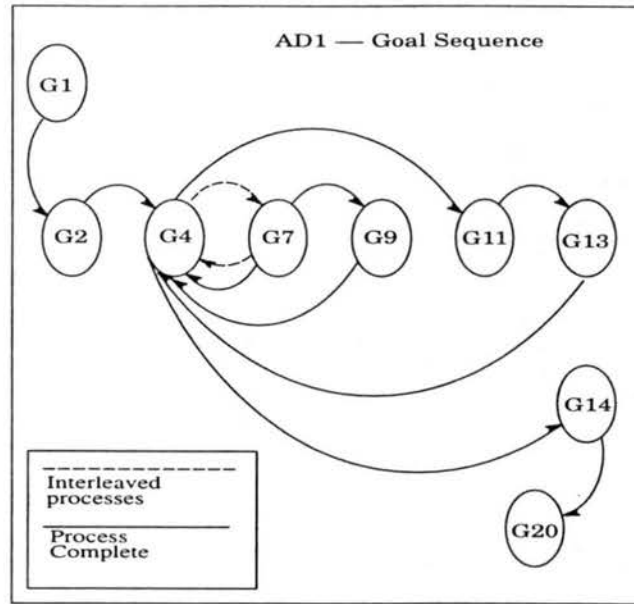 AD1 — Goal Sequence
G1
G2
G4
G7
G9
G11
G13
G14
G20
Interleaved
processes
Process
Complete